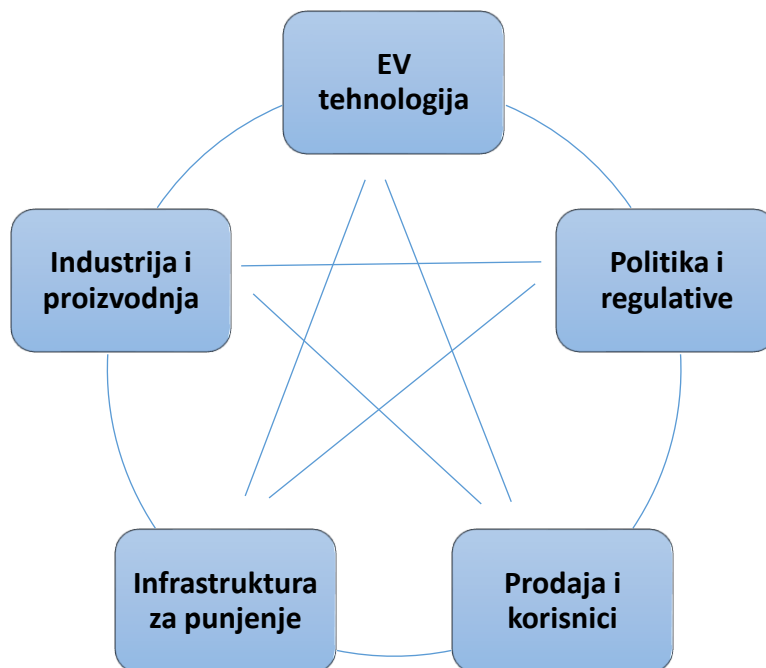 EV
tehnologija
Industrija i
proizvodnja
Politika i
regulative
Infrastruktura
za punjenje
Prodaja i
korisnici